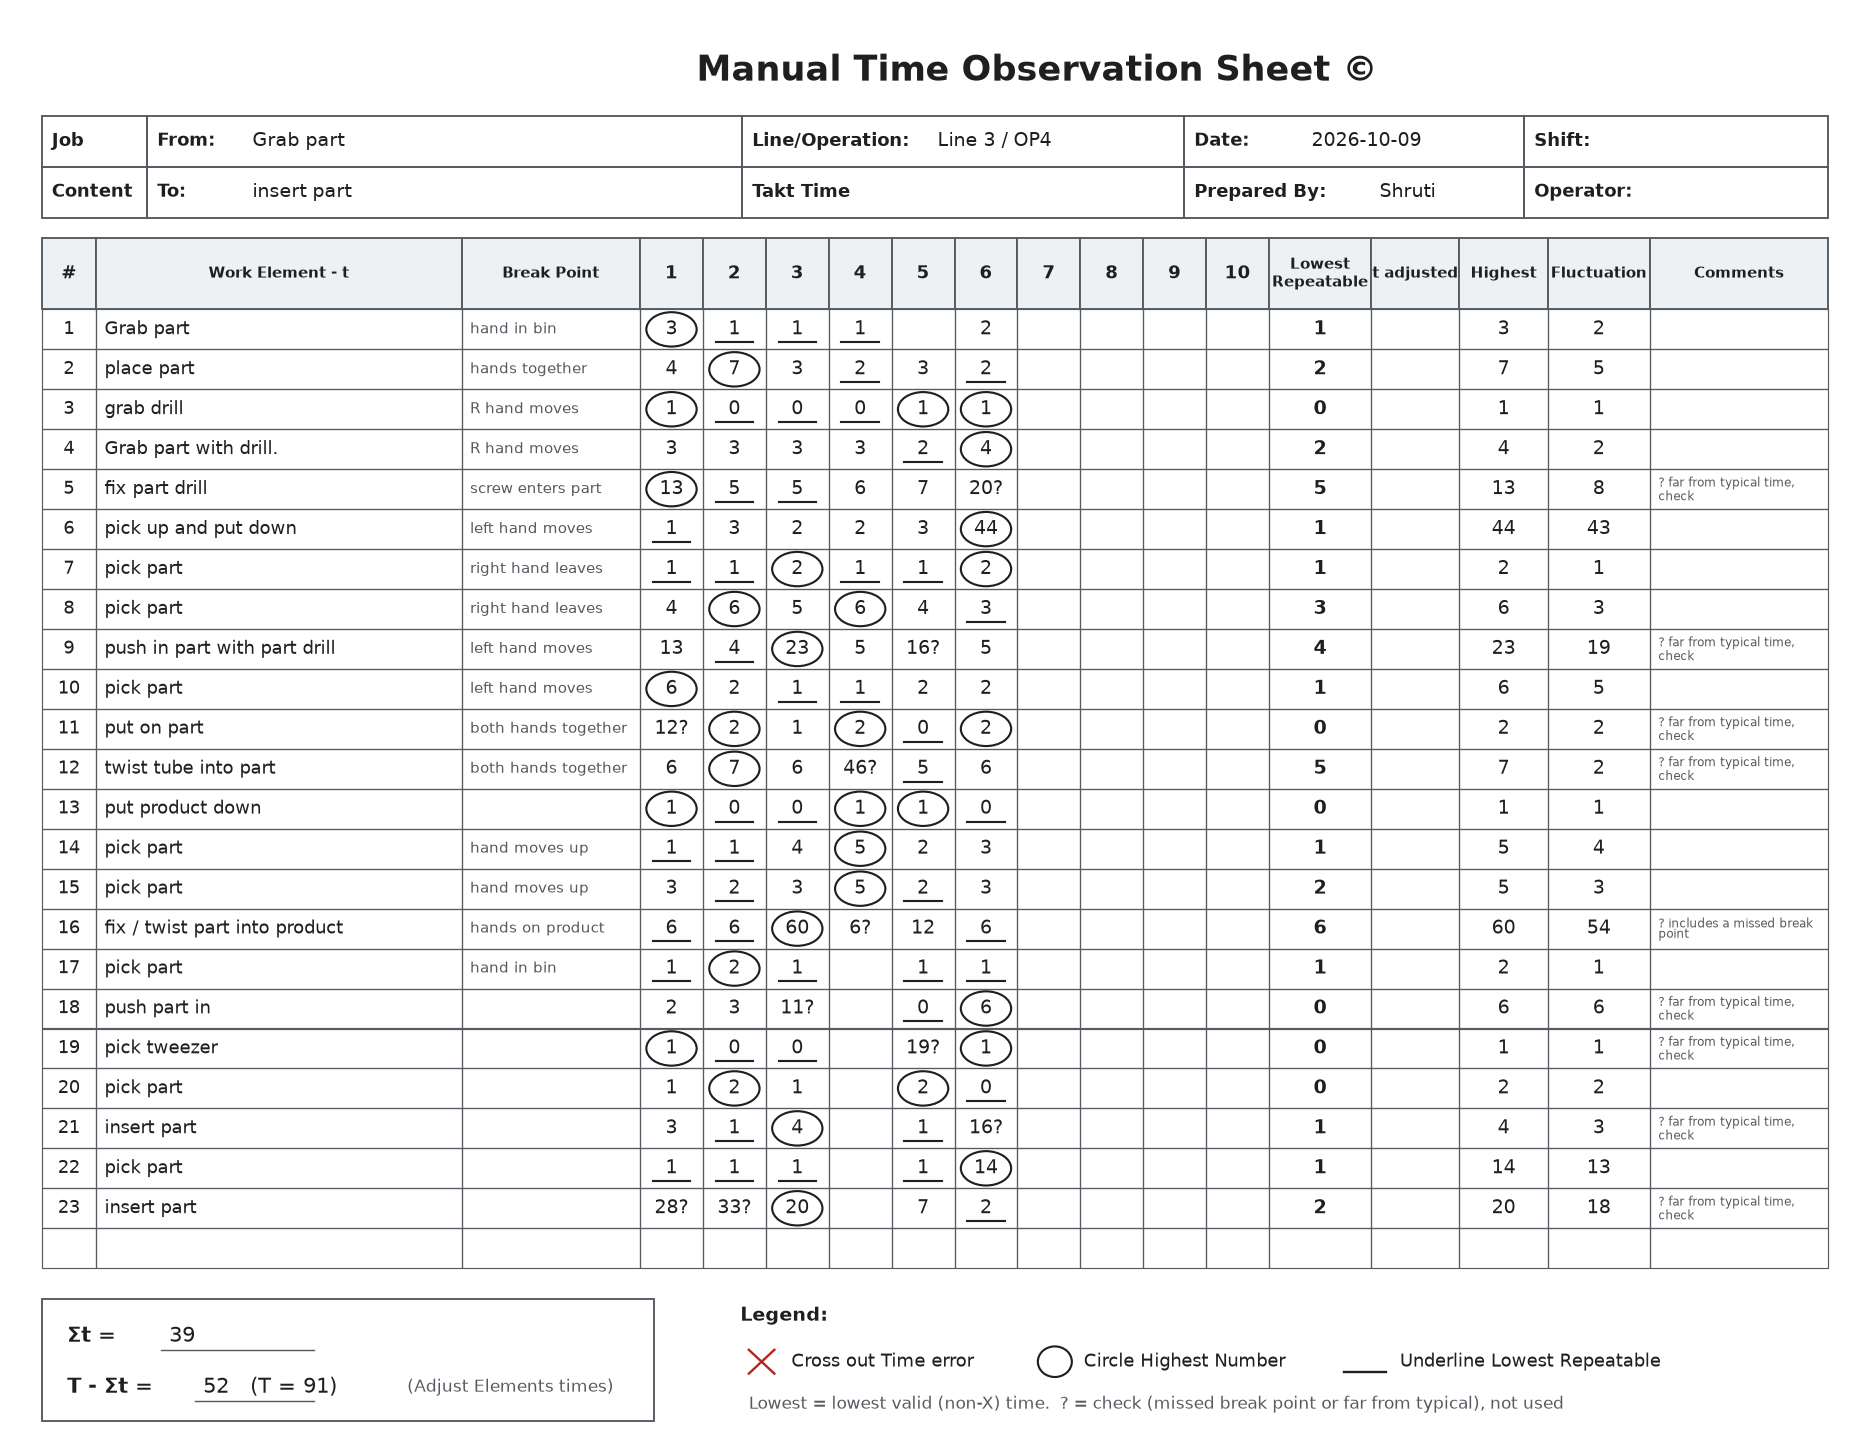 Manual Time Observation Sheet ©
Job From: Grab part Line/Operation: Line 3 / OP4 Date: 2026-10-09 Shift:
Content To: insert part Takt Time Prepared By: Shruti Operator:
# Work Element - t Break Point 1 2 3 4 5 6 7 8 9 10 Lowest Repeatable t adjusted Highest Fluctuation Comments
1 Grab part hand in bin 3 1 1 1 2 1 3 2
2 place part hands together 4 7 3 2 3 2 2 7 5
3 grab drill R hand moves 1 0 0 0 1 1 0 1 1
4 Grab part with drill. R hand moves 3 3 3 3 2 4 2 4 2
5 fix part drill screw enters part 13 5 5 6 7 20? 5 13 8 ? far from typical time, check
6 pick up and put down left hand moves 1 3 2 2 3 44 1 44 43
7 pick part right hand leaves 1 1 2 1 1 2 1 2 1
8 pick part right hand leaves 4 6 5 6 4 3 3 6 3
9 push in part with part drill left hand moves 13 4 23 5 16? 5 4 23 19 ? far from typical time, check
10 pick part left hand moves 6 2 1 1 2 2 1 6 5
11 put on part both hands together 12? 2 1 2 0 2 0 2 2 ? far from typical time, check
12 twist tube into part both hands together 6 7 6 46? 5 6 5 7 2 ? far from typical time, check
13 put product down 1 0 0 1 1 0 0 1 1
14 pick part hand moves up 1 1 4 5 2 3 1 5 4
15 pick part hand moves up 3 2 3 5 2 3 2 5 3
16 fix / twist part into product hands on product 6 6 60 6? 12 6 6 60 54 ? includes a missed break point
17 pick part hand in bin 1 2 1 1 1 1 2 1
18 push part in 2 3 11? 0 6 0 6 6 ? far from typical time, check
19 pick tweezer 1 0 0 19? 1 0 1 1 ? far from typical time, check
20 pick part 1 2 1 2 0 0 2 2
21 insert part 3 1 4 1 16? 1 4 3 ? far from typical time, check
22 pick part 1 1 1 1 14 1 14 13
23 insert part 28? 33? 20 7 2 2 20 18 ? far from typical time, check
Σt = 39
T - Σt = 52 (T = 91) (Adjust Elements times)
Legend:
Cross out Time error Circle Highest Number Underline Lowest Repeatable
Lowest = lowest valid (non-X) time. ? = check (missed break point or far from typical), not used